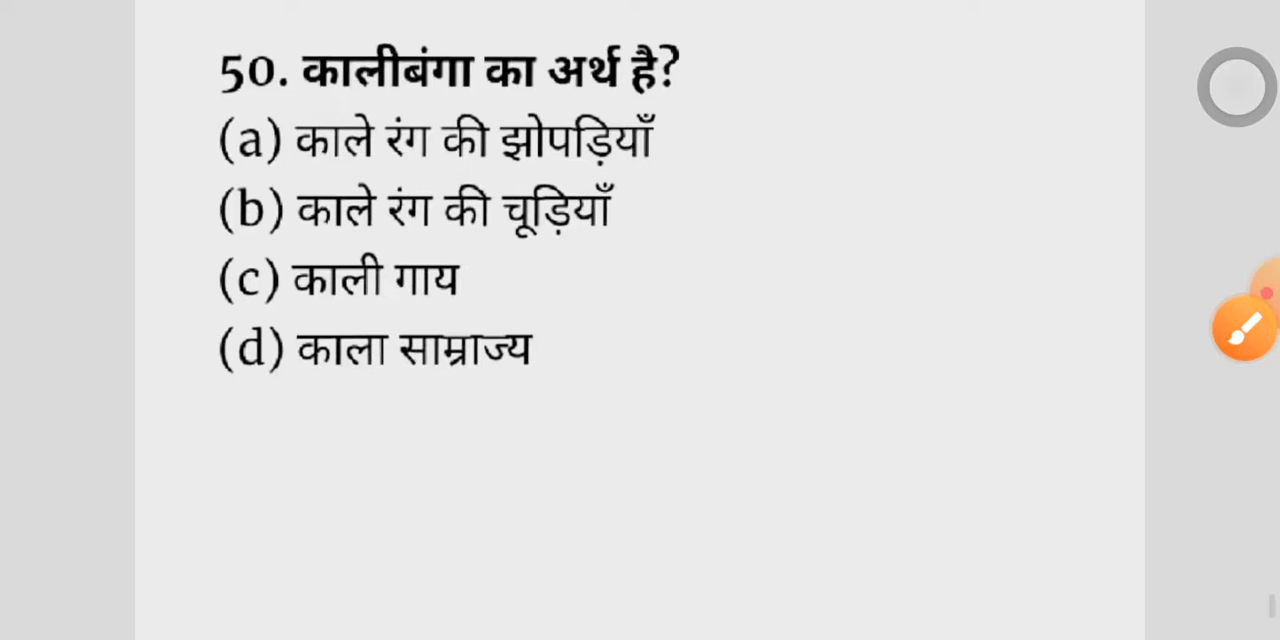 50. कालीबंगा का अर्थ है?
(a) काले रंग की झोपड़ियाँ
(b) काले रंग की चूड़ियाँ
(c) काली गाय
(d) काला साम्राज्य